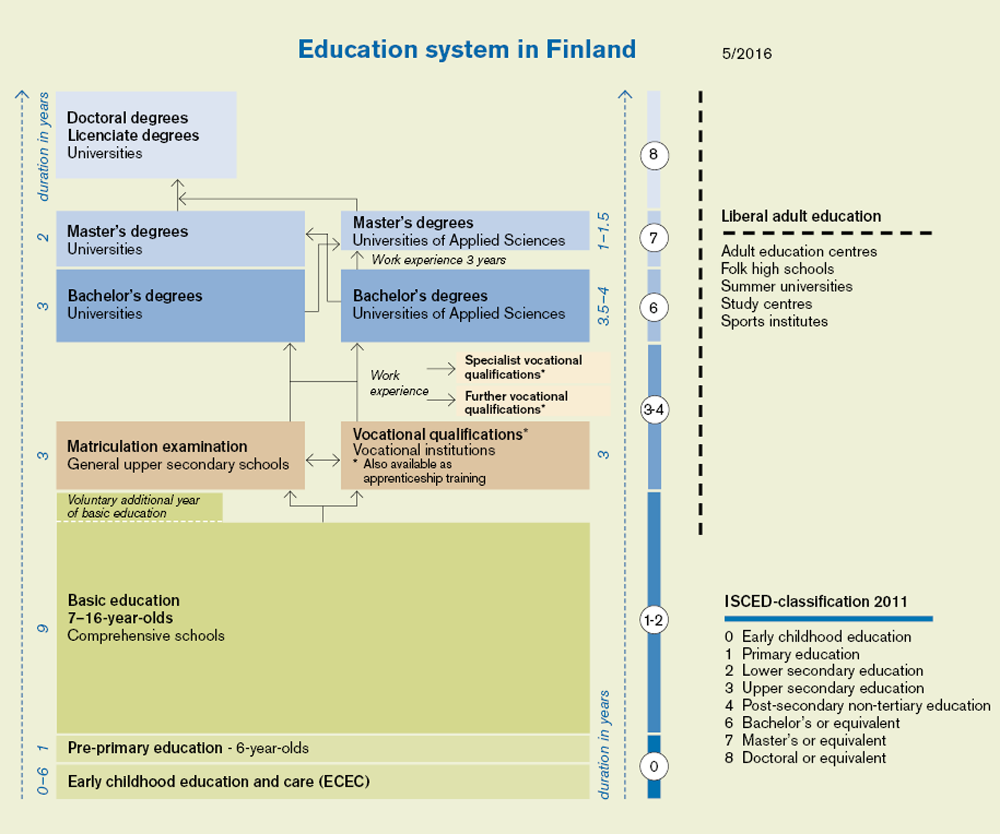 Education system in Finland
5/2016
duration in years
Doctoral degrees
Licenciate degrees
Universities
8
2
Master's degrees
Universities
Master's degrees
Universities of Applied Sciences
1–1.5
7
Work experience 3 years
3
Bachelor's degrees
Universities
Bachelor's degrees
Universities of Applied Sciences
3.5–4
6
Work
experience
Specialist vocational
qualifications*
Further vocational
qualifications*
3-4
3
Matriculation examination
General upper secondary schools
Vocational qualifications*
Vocational institutions
* Also available as
apprenticeship training
3
Voluntary additional year
of basic education
9
Basic education
7–16-year-olds
Comprehensive schools
1-2
1
Pre-primary education - 6-year-olds
0–6
Early childhood education and care (ECEC)
duration in years
0
Liberal adult education
Adult education centres
Folk high schools
Summer universities
Study centres
Sports institutes
ISCED-classification 2011
0 Early childhood education
1 Primary education
2 Lower secondary education
3 Upper secondary education
4 Post-secondary non-tertiary education
6 Bachelor's or equivalent
7 Master's or equivalent
8 Doctoral or equivalent